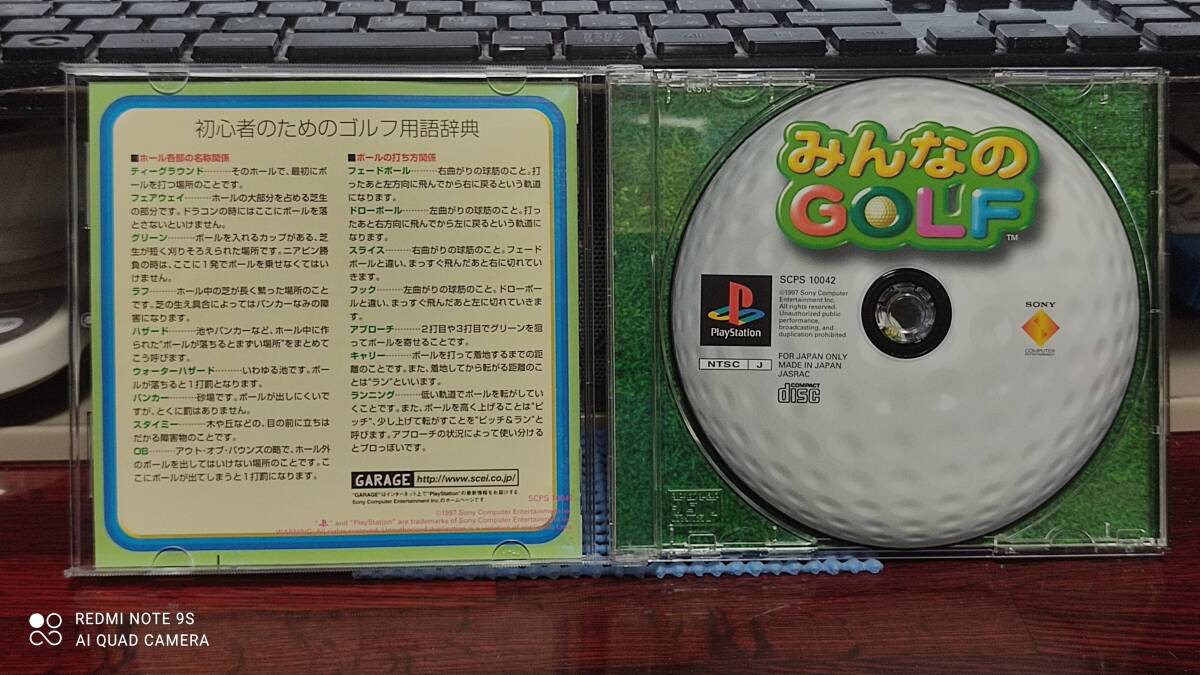 初心者のためのゴルフ用語辞典
■ホール各部の名称関係
ティーグラウンド………そのホールで、最初にボ
ールを打つ場所のことです。
フェアウェイ………ホールの大部分を占める芝生
の部分です。ドラコンの時にはここにボールを落
とさないといけません。
グリーン………ボールを入れるカップがある、芝
生が短く刈りそろえられた場所です。ニアピン勝
負の時は、ここに1発でボールを乗せなくてはい
けません。
ラフ………ホール中の芝が長く繁った場所のこと
です。芝の生え具合によってはバンカーなみの障
害になります。
ハザード………池やバンカーなど、ホール中に作
られた"ボールが落ちるとまずい場所"をまとめて
こう呼びます。
ウォーターハザード………いわゆる池です。ボー
ルが落ちると1打罰となります。
バンカー………砂場です。ボールが出しにくいで
すが、とくに罰はありません。
スタイミー………木や丘などの、目の前に立ちは
だかる障害物のことです。
OB………アウト・オブ・バウンズの略で、ホール外
のボールを出してはいけない場所のことです。こ
こにボールが出てしまうと1打罰になります。
■ボールの打ち方関係
フェードボール………右曲がりの球筋のこと。打
ったあと左方向に飛んでから右に戻るという軌道
になります。
ドローボール………左曲がりの球筋のこと。打っ
たあと右方向に飛んでから左に戻るという軌道に
なります。
スライス………右曲がりの球筋のこと。フェード
ボールと違い、まっすぐ飛んだあと右に切れてい
きます。
フック………左曲がりの球筋のこと。ドローボー
ルと違い、まっすぐ飛んだあと左に切れていきま
す。
アプローチ………2打目や3打目でグリーンを狙
ってボールを寄せることです。
キャリー………ボールを打って着地するまでの距
離のことです。また、着地してから転がる距離のこ
とは"ラン"といいます。
ランニング………低い軌道でボールを転がしてい
くことです。また、ボールを高く上げることは"ピ
ッチ"、少し上げて転がすことを"ピッチ&ラン"と
呼びます。アプローチの状況によって使い分ける
とプロっぽいです。
GARAGE http://www.scei.co.jp/
"GARAGE"はインターネット上で"PlayStation"の最新情報をお届けする、
Sony Computer Entertainment Inc.のホームページです。
SCPS 10042
©1997 Sony Computer Entertainment
" " and "PlayStation" are trademarks of Sony Computer Entertainment
WARNING: All rights reserved. Unauthorized duplication is a violation of
みんなの
GOLF
TM
PlayStation
NTSC J
SCPS 10042
©1997 Sony Computer
Entertainment Inc.
All rights reserved.
Unauthorized public
performance,
broadcasting, and
duplication prohibited.
FOR JAPAN ONLY
MADE IN JAPAN
JASRAC
COMPACT
disc
SONY
COMPUTER
ENTERTAINMENT
REDMI NOTE 9S
AI QUAD CAMERA